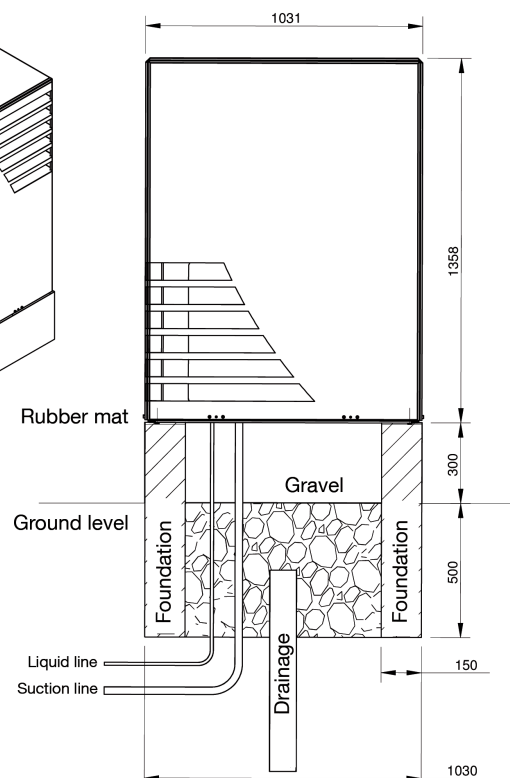 1031
1358
Rubber mat
300
Gravel
Ground level
500
Foundation
Foundation
Liquid line
Suction line
Drainage
150
1030